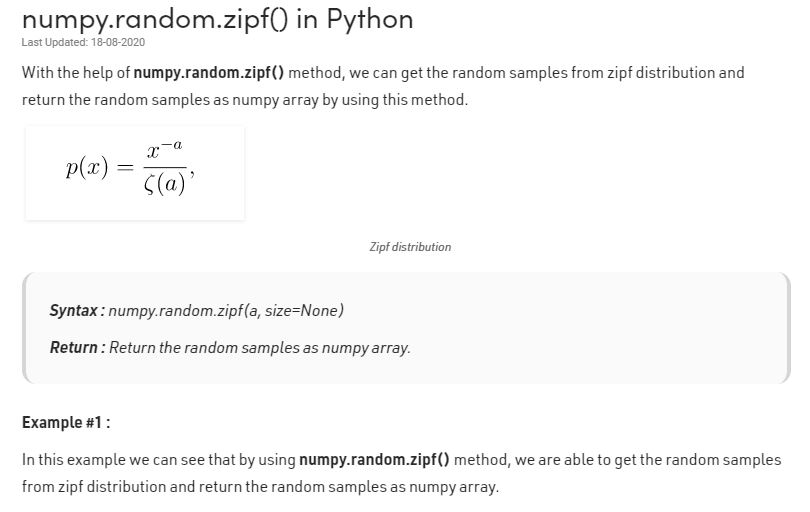 numpy.random.zipf() in Python
Last Updated: 18-08-2020
With the help of numpy.random.zipf() method, we can get the random samples from zipf distribution and
return the random samples as numpy array by using this method.
p(x) = x^{-a} / ζ(a),
Zipf distribution
Syntax : numpy.random.zipf(a, size=None)
Return : Return the random samples as numpy array.
Example #1 :
In this example we can see that by using numpy.random.zipf() method, we are able to get the random samples
from zipf distribution and return the random samples as numpy array.